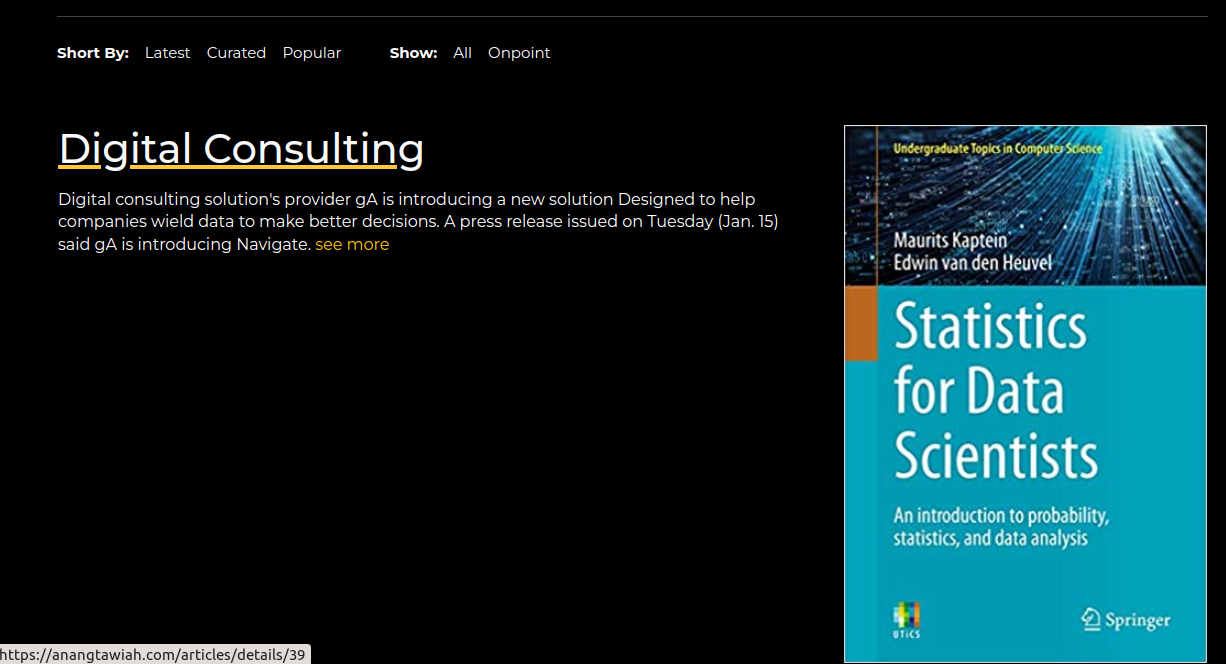 Short By: Latest Curated Popular Show: All Onpoint
Digital Consulting
Digital consulting solution's provider gA is introducing a new solution Designed to help
companies wield data to make better decisions. A press release issued on Tuesday (Jan. 15)
said gA is introducing Navigate. see more
Undergraduate Topics in Computer Science
Maurits Kaptein
Edwin van den Heuvel
Statistics
for Data
Scientists
An introduction to probability,
statistics, and data analysis
UTiCS
Springer
https://anangtawiah.com/articles/details/39